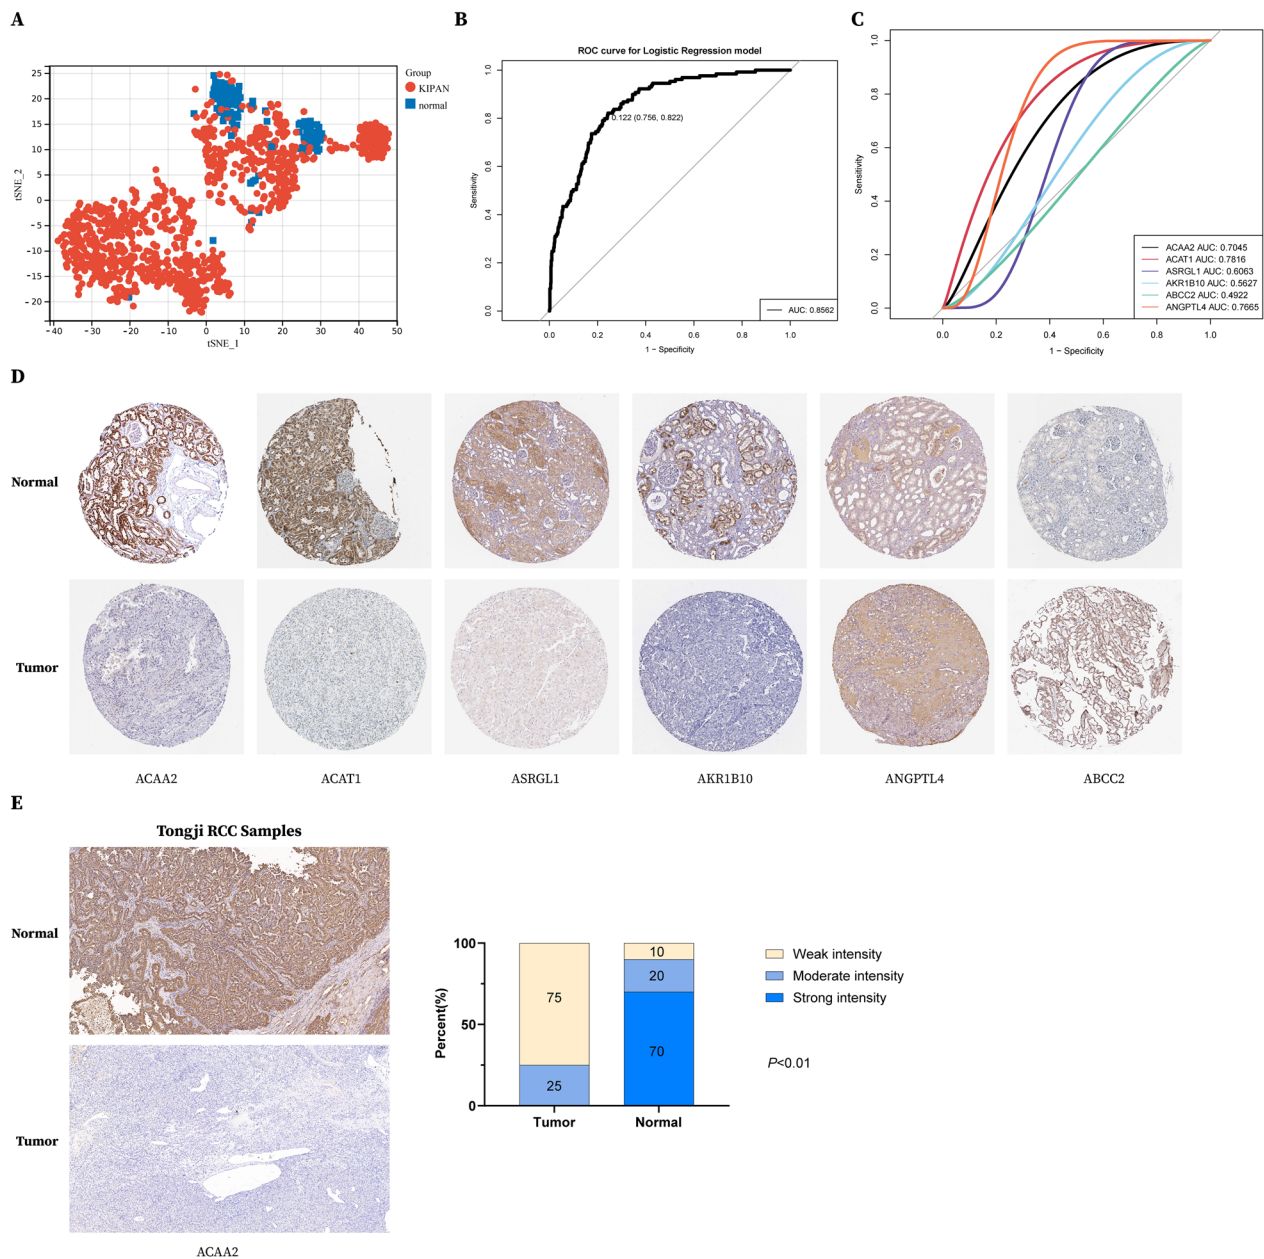 A
Group
KIPAN
normal
25
20
15
10
5
0
−5
−10
−15
−20
tSNE_2
−40 −30 −20 −10 0 10 20 30 40 50
tSNE_1
B
ROC curve for Logistic Regression model
1.0
0.8
0.6
0.4
0.2
0.0
Sensitivity
0.122 (0.756, 0.822)
AUC: 0.8562
0.0 0.2 0.4 0.6 0.8 1.0
1 − Specificity
C
1.0
0.8
0.6
0.4
0.2
0.0
Sensitivity
ACAA2 AUC: 0.7045
ACAT1 AUC: 0.7816
ASRGL1 AUC: 0.6063
AKR1B10 AUC: 0.5627
ABCC2 AUC: 0.4922
ANGPTL4 AUC: 0.7665
0.0 0.2 0.4 0.6 0.8 1.0
1 − Specificity
D
Normal
Tumor
ACAA2 ACAT1 ASRGL1 AKR1B10 ANGPTL4 ABCC2
E
Tongji RCC Samples
Normal
Tumor
ACAA2
100
50
0
Percent(%)
75
25
10
20
70
Tumor Normal
Weak intensity
Moderate intensity
Strong intensity
P<0.01